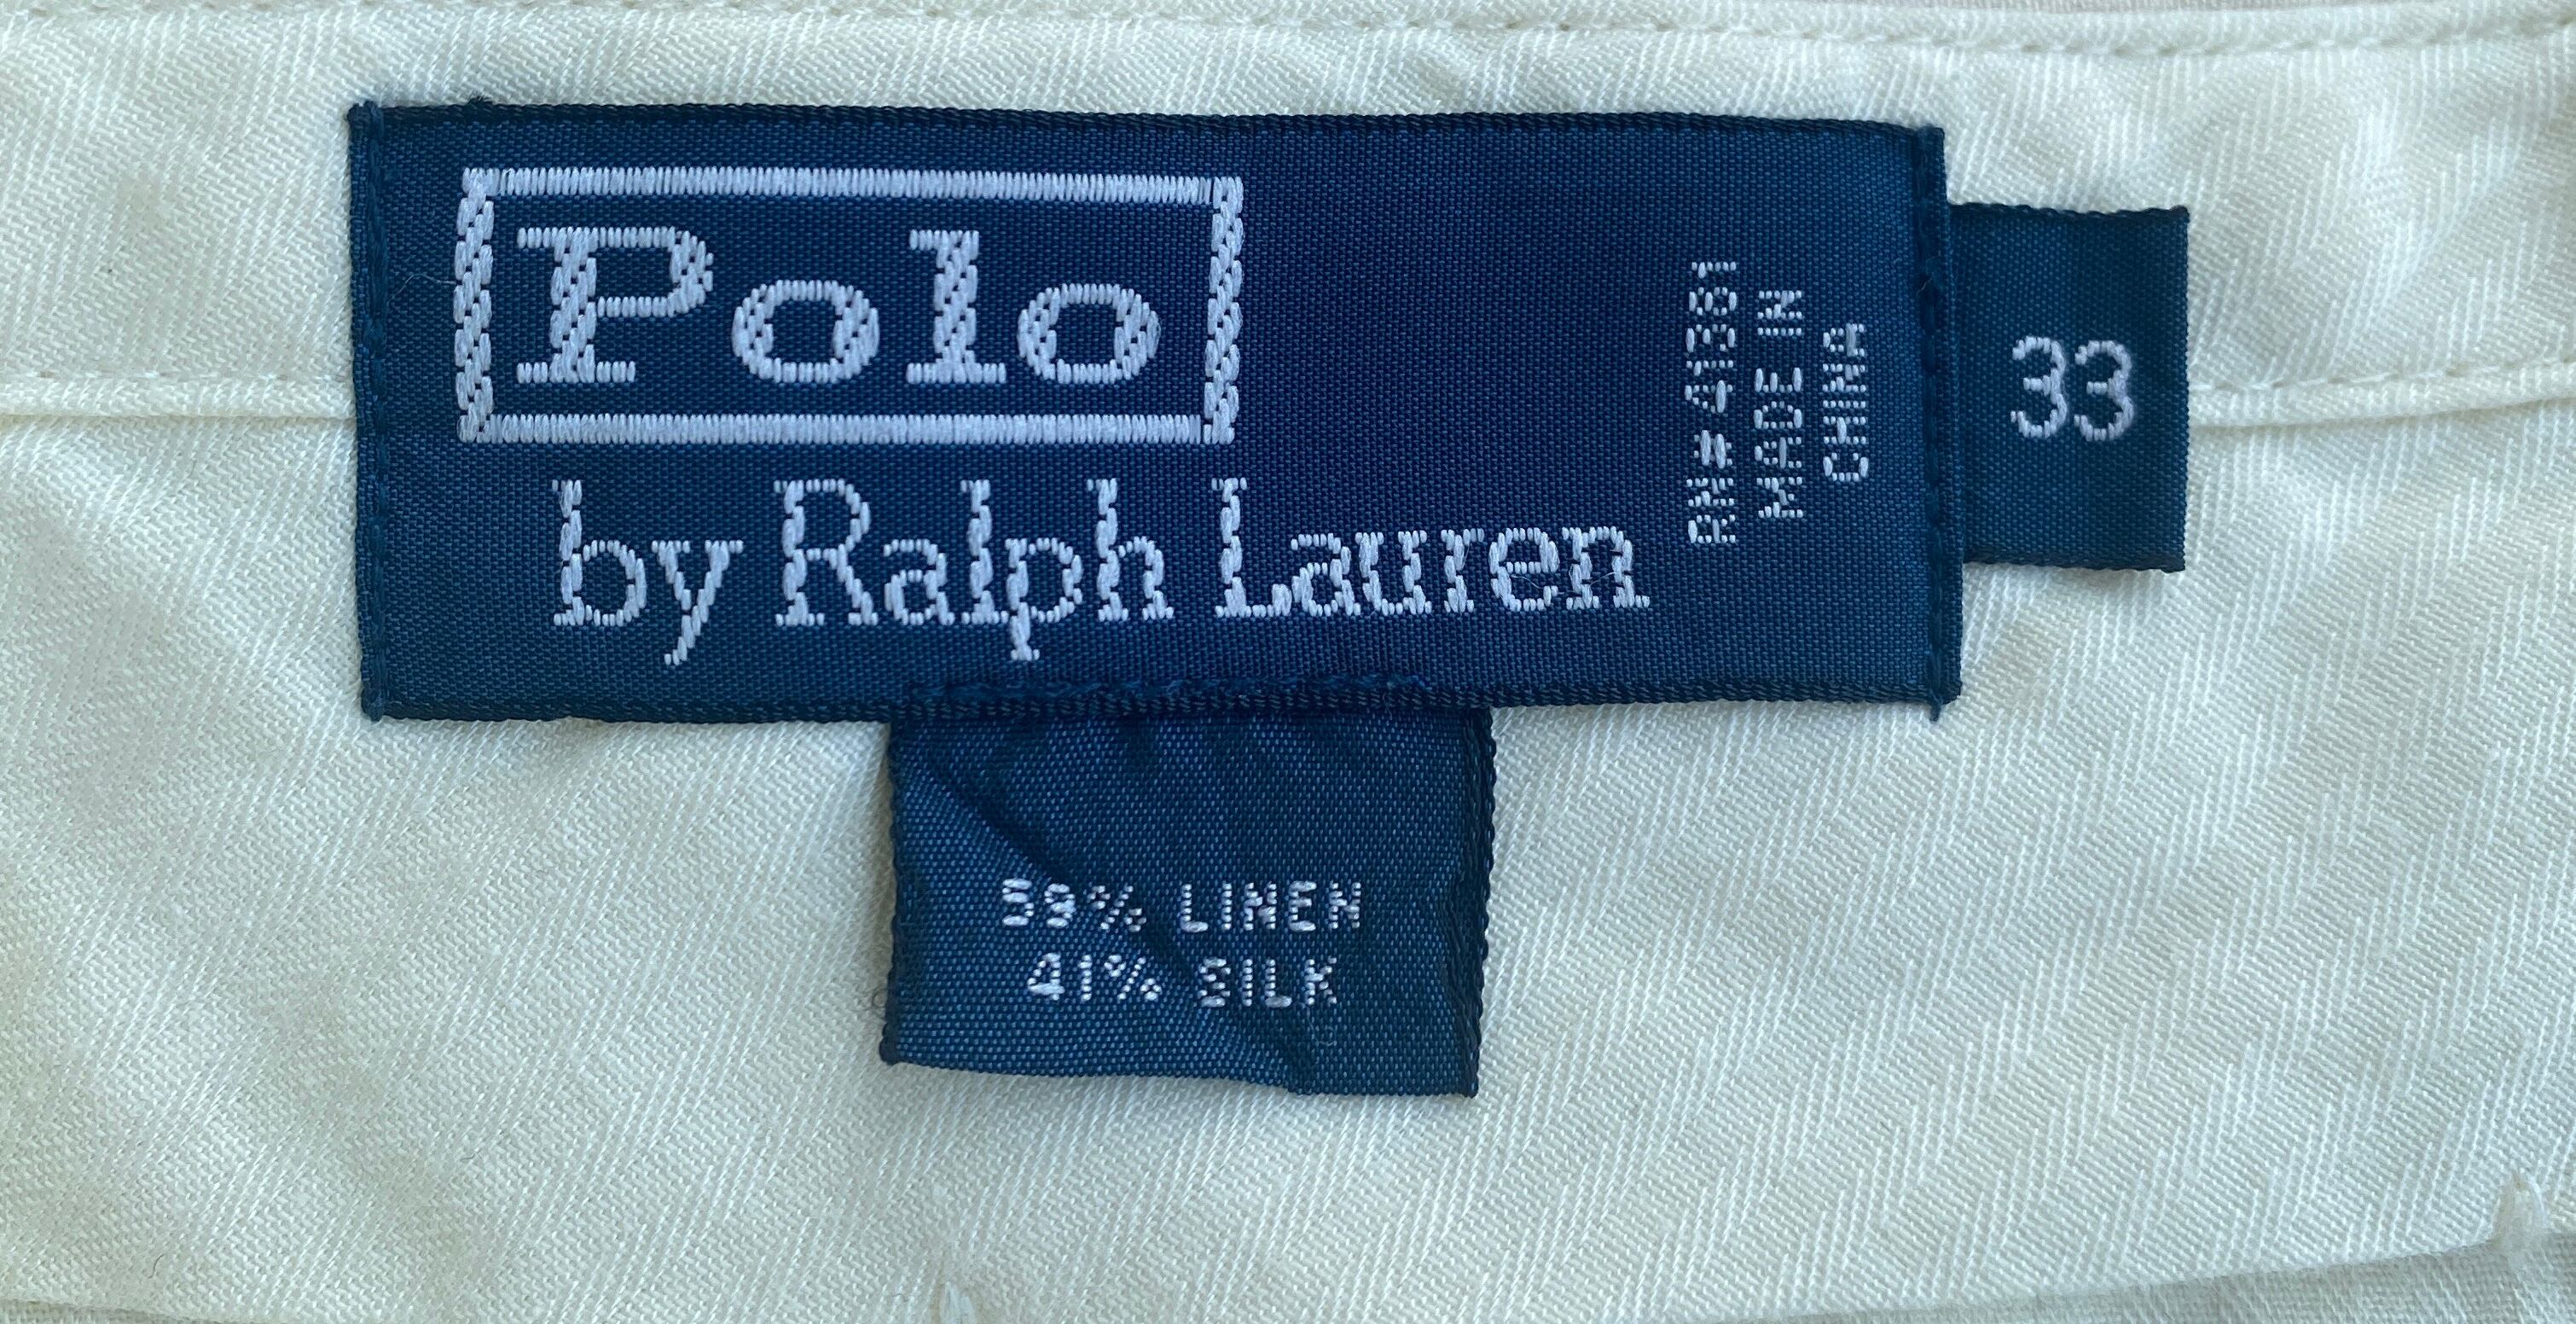 Polo
by Ralph Lauren
RN# 41381
MADE IN
CHINA
33
59% LINEN
41% SILK